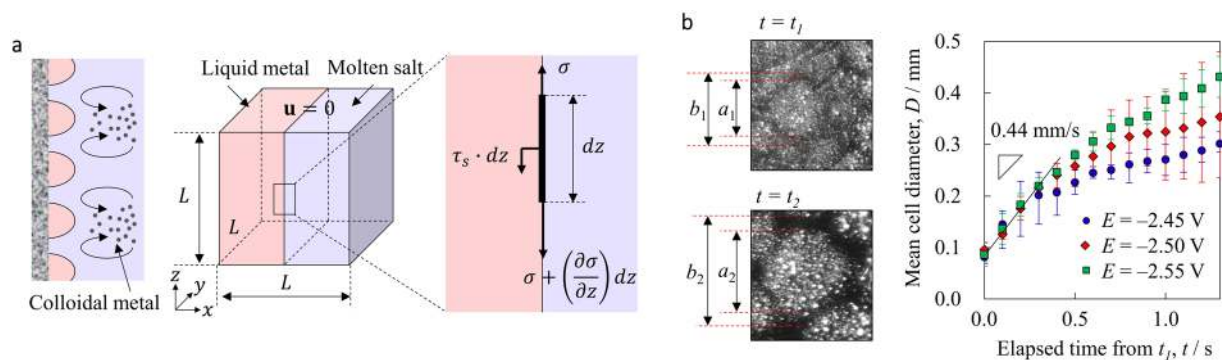 a
Liquid metal
Molten salt
u = 0
L
L
L
z
y
x
Colloidal metal
σ
τₛ · dz
dz
σ + (∂σ/∂z) dz
b
t = t₁
b₁
a₁
t = t₂
b₂
a₂
Mean cell diameter, D / mm
0.5
0.4
0.3
0.2
0.1
0.0
0.44 mm/s
E = –2.45 V
E = –2.50 V
E = –2.55 V
0.0
0.5
1.0
Elapsed time from t₁, t / s